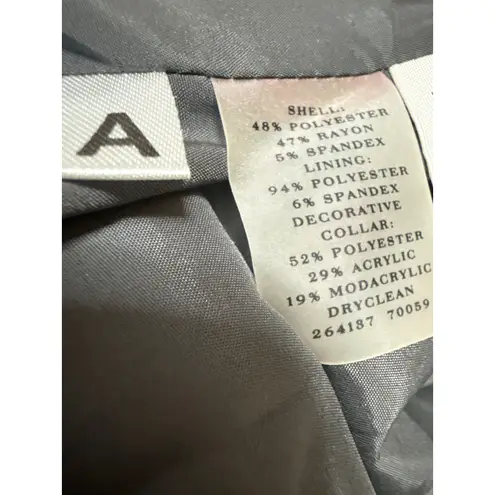 A
SHELL:
48% POLYESTER
47% RAYON
5% SPANDEX
LINING:
94% POLYESTER
6% SPANDEX
DECORATIVE
COLLAR:
52% POLYESTER
29% ACRYLIC
19% MODACRYLIC
DRYCLEAN
264137 70059